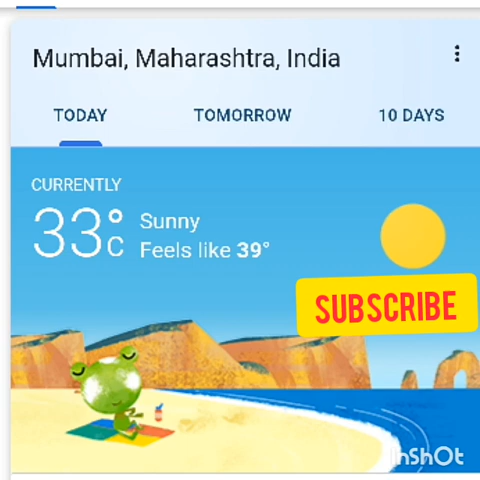 Mumbai, Maharashtra, India
TODAY TOMORROW 10 DAYS
CURRENTLY
33°C
Sunny
Feels like 39°
SUBSCRIBE
InShOt